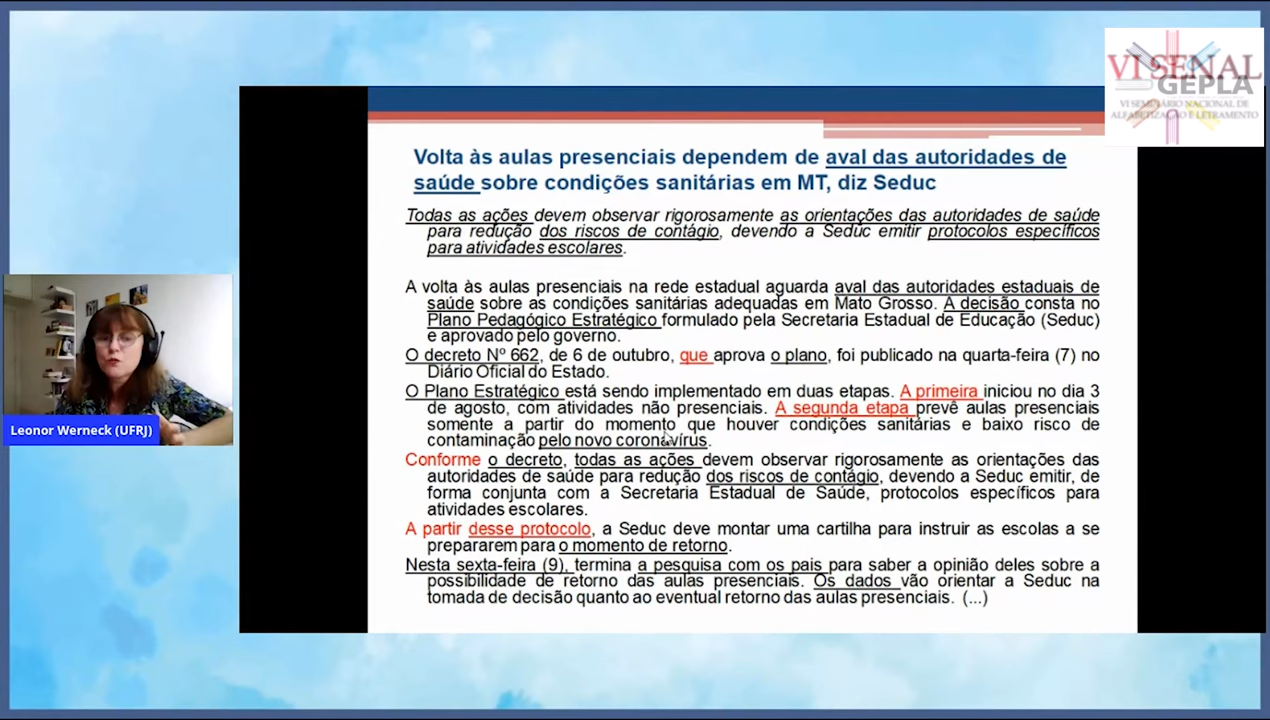 VI SENAL
GEPLA
VI SEMINÁRIO NACIONAL DE
ALFABETIZAÇÃO E LETRAMENTO
Volta às aulas presenciais dependem de aval das autoridades de
saúde sobre condições sanitárias em MT, diz Seduc
Todas as ações devem observar rigorosamente as orientações das autoridades de saúde
para redução dos riscos de contágio, devendo a Seduc emitir protocolos específicos
para atividades escolares.
A volta às aulas presenciais na rede estadual aguarda aval das autoridades estaduais de
saúde sobre as condições sanitárias adequadas em Mato Grosso. A decisão consta no
Plano Pedagógico Estratégico formulado pela Secretaria Estadual de Educação (Seduc)
e aprovado pelo governo.
O decreto Nº 662, de 6 de outubro, que aprova o plano, foi publicado na quarta-feira (7) no
Diário Oficial do Estado.
O Plano Estratégico está sendo implementado em duas etapas. A primeira iniciou no dia 3
de agosto, com atividades não presenciais. A segunda etapa prevê aulas presenciais
somente a partir do momento que houver condições sanitárias e baixo risco de
contaminação pelo novo coronavírus.
Conforme o decreto, todas as ações devem observar rigorosamente as orientações das
autoridades de saúde para redução dos riscos de contágio, devendo a Seduc emitir, de
forma conjunta com a Secretaria Estadual de Saúde, protocolos específicos para
atividades escolares.
A partir desse protocolo, a Seduc deve montar uma cartilha para instruir as escolas a se
prepararem para o momento de retorno.
Nesta sexta-feira (9), termina a pesquisa com os pais para saber a opinião deles sobre a
possibilidade de retorno das aulas presenciais. Os dados vão orientar a Seduc na
tomada de decisão quanto ao eventual retorno das aulas presenciais. (...)
Leonor Werneck (UFRJ)